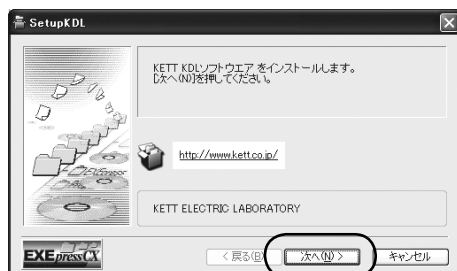 SetupKDL
KETT KDLソフトウエア をインストールします。
[次へ(N)]を押してください。
http://www.kett.co.jp/
KETT ELECTRIC LABORATORY
EXEpressCX
< 戻る(B)
次へ(N) >
キャンセル